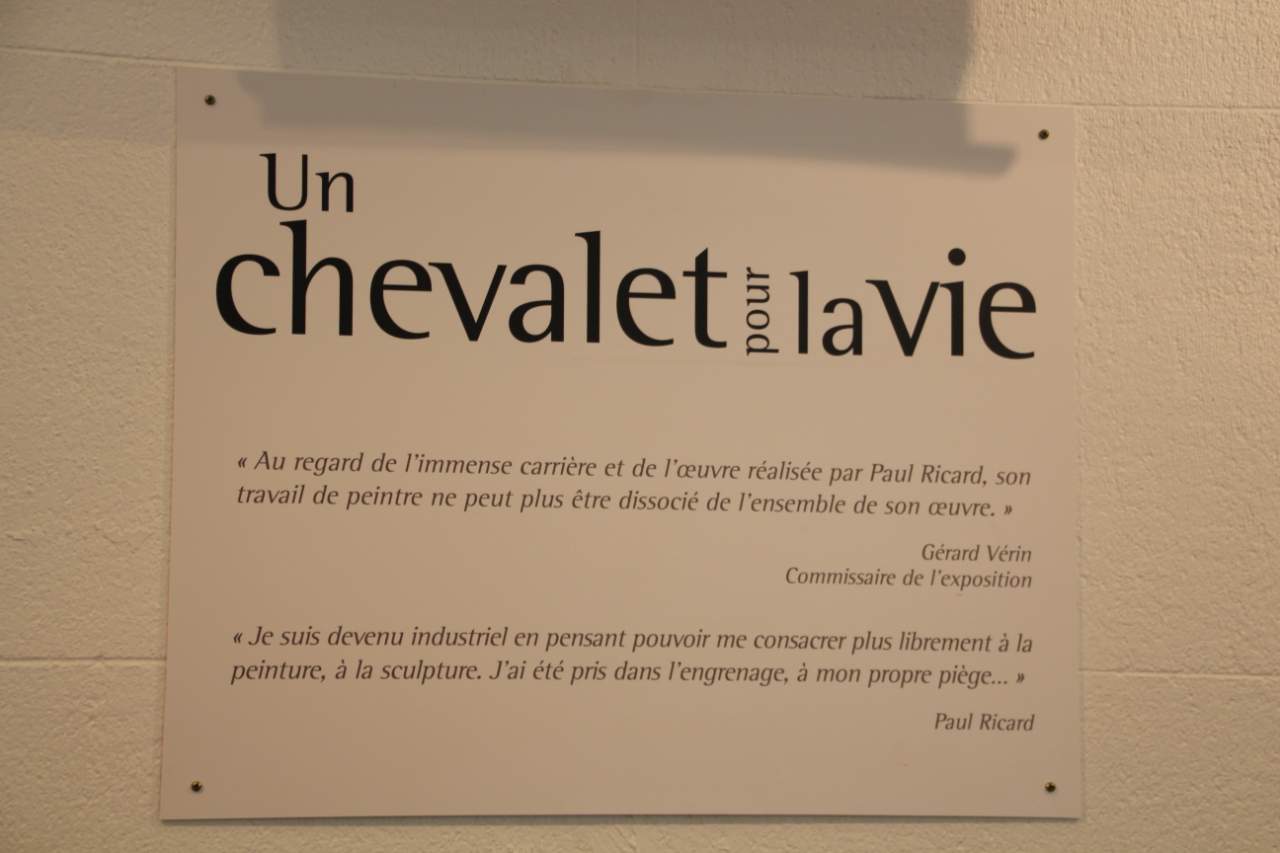 Un
chevalet pour la vie
« Au regard de l'immense carrière et de l'œuvre réalisée par Paul Ricard, son
travail de peintre ne peut plus être dissocié de l'ensemble de son œuvre. »
Gérard Vérin
Commissaire de l'exposition
« Je suis devenu industriel en pensant pouvoir me consacrer plus librement à la
peinture, à la sculpture. J'ai été pris dans l'engrenage, à mon propre piège... »
Paul Ricard